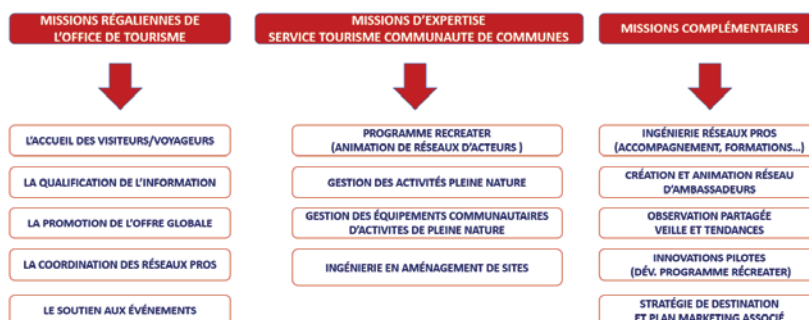 MISSIONS RÉGALIENNES DE
L'OFFICE DE TOURISME
L'ACCUEIL DES VISITEURS/VOYAGEURS
LA QUALIFICATION DE L'INFORMATION
LA PROMOTION DE L'OFFRE GLOBALE
LA COORDINATION DES RÉSEAUX PROS
LE SOUTIEN AUX ÉVÉNEMENTS
MISSIONS D'EXPERTISE
SERVICE TOURISME COMMUNAUTE DE COMMUNES
PROGRAMME RECREATER
(ANIMATION DE RÉSEAUX D'ACTEURS )
GESTION DES ACTIVITÉS PLEINE NATURE
GESTION DES ÉQUIPEMENTS COMMUNAUTAIRES
D'ACTIVITES DE PLEINE NATURE
INGÉNIERIE EN AMÉNAGEMENT DE SITES
MISSIONS COMPLÉMENTAIRES
INGÉNIERIE RÉSEAUX PROS
(ACCOMPAGNEMENT, FORMATIONS...)
CRÉATION ET ANIMATION RÉSEAU
D'AMBASSADEURS
OBSERVATION PARTAGÉE
VEILLE ET TENDANCES
INNOVATIONS PILOTES
(DÉV. PROGRAMME RÉCREATER)
STRATÉGIE DE DESTINATION
ET PLAN MARKETING ASSOCIÉ